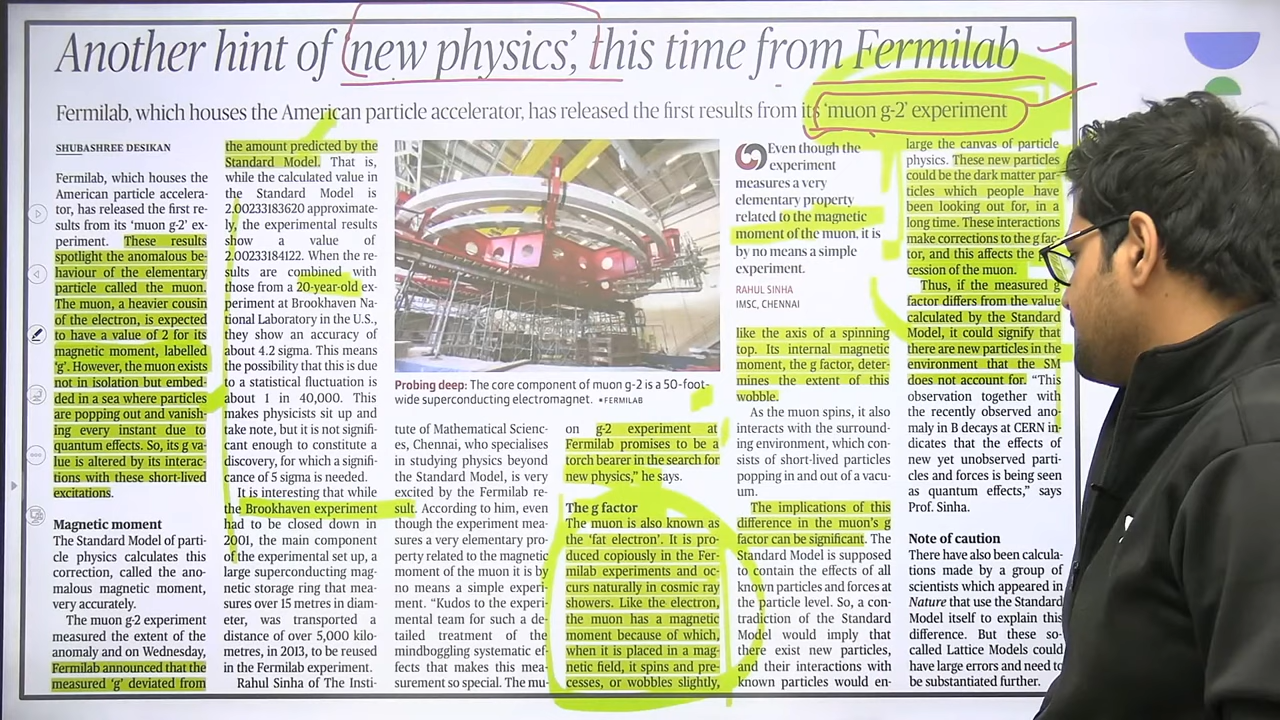 Another hint of 'new physics', this time from Fermilab
Fermilab, which houses the American particle accelerator, has released the first results from its 'muon g-2' experiment
SHUBASHREE DESIKAN
Fermilab, which houses the
American particle accelera-
tor, has released the first re-
sults from its 'muon g-2' ex-
periment. These results
spotlight the anomalous be-
haviour of the elementary
particle called the muon.
The muon, a heavier cousin
of the electron, is expected
to have a value of 2 for its
magnetic moment, labelled
'g'. However, the muon exists
not in isolation but embed-
ded in a sea where particles
are popping out and vanish-
ing every instant due to
quantum effects. So, its g va-
lue is altered by its interac-
tions with these short-lived
excitations.
Magnetic moment
The Standard Model of parti-
cle physics calculates this
correction, called the ano-
malous magnetic moment,
very accurately.
The muon g-2 experiment
measured the extent of the
anomaly and on Wednesday,
Fermilab announced that the
measured 'g' deviated from
the amount predicted by the
Standard Model. That is,
while the calculated value in
the Standard Model is
2.00233183620 approximate-
ly, the experimental results
show a value of
2.00233184122. When the re-
sults are combined with
those from a 20-year-old ex-
periment at Brookhaven Na-
tional Laboratory in the U.S.,
they show an accuracy of
about 4.2 sigma. This means
the possibility that this is due
to a statistical fluctuation is
about 1 in 40,000. This
makes physicists sit up and
take note, but it is not signifi-
cant enough to constitute a
discovery, for which a signifi-
cance of 5 sigma is needed.
It is interesting that while
the Brookhaven experiment
had to be closed down in
2001, the main component
of the experimental set up, a
large superconducting mag-
netic storage ring that mea-
sures over 15 metres in diam-
eter, was transported a
distance of over 5,000 kilo-
metres, in 2013, to be reused
in the Fermilab experiment.
Rahul Sinha of The Insti-
Probing deep: The core component of muon g-2 is a 50-foot-
wide superconducting electromagnet. • FERMILAB
tute of Mathematical Scienc-
es, Chennai, who specialises
in studying physics beyond
the Standard Model, is very
excited by the Fermilab re-
sult. According to him, even
though the experiment mea-
sures a very elementary pro-
perty related to the magnetic
moment of the muon it is by
no means a simple experi-
ment. "Kudos to the experi-
mental team for such a de-
tailed treatment of the
mindboggling systematic ef-
fects that makes this mea-
surement so special. The mu-
on g-2 experiment at
Fermilab promises to be a
torch bearer in the search for
new physics," he says.
The g factor
The muon is also known as
the 'fat electron'. It is pro-
duced copiously in the Fer-
milab experiments and oc-
curs naturally in cosmic ray
showers. Like the electron,
the muon has a magnetic
moment because of which,
when it is placed in a mag-
netic field, it spins and pre-
cesses, or wobbles slightly,
Even though the
experiment
measures a very
elementary property
related to the magnetic
moment of the muon, it is
by no means a simple
experiment.
RAHUL SINHA
IMSC, CHENNAI
like the axis of a spinning
top. Its internal magnetic
moment, the g factor, deter-
mines the extent of this
wobble.
As the muon spins, it also
interacts with the surround-
ing environment, which con-
sists of short-lived particles
popping in and out of a vacu-
um.
The implications of this
difference in the muon's g
factor can be significant. The
Standard Model is supposed
to contain the effects of all
known particles and forces at
the particle level. So, a con-
tradiction of the Standard
Model would imply that
there exist new particles,
and their interactions with
known particles would en-
large the canvas of particle
physics. These new particles
could be the dark matter par-
ticles which people have
been looking out for, in a
long time. These interactions
make corrections to the g fac-
tor, and this affects the
cession of the muon.
Thus, if the measured g
factor differs from the value
calculated by the Standard
Model, it could signify that
there are new particles in the
environment that the SM
does not account for. "This
observation together with
the recently observed ano-
maly in B decays at CERN in-
dicates that the effects of
new yet unobserved parti-
cles and forces is being seen
as quantum effects," says
Prof. Sinha.
Note of caution
There have also been calcula-
tions made by a group of
scientists which appeared in
Nature that use the Standard
Model itself to explain this
difference. But these so-
called Lattice Models could
have large errors and need to
be substantiated further.